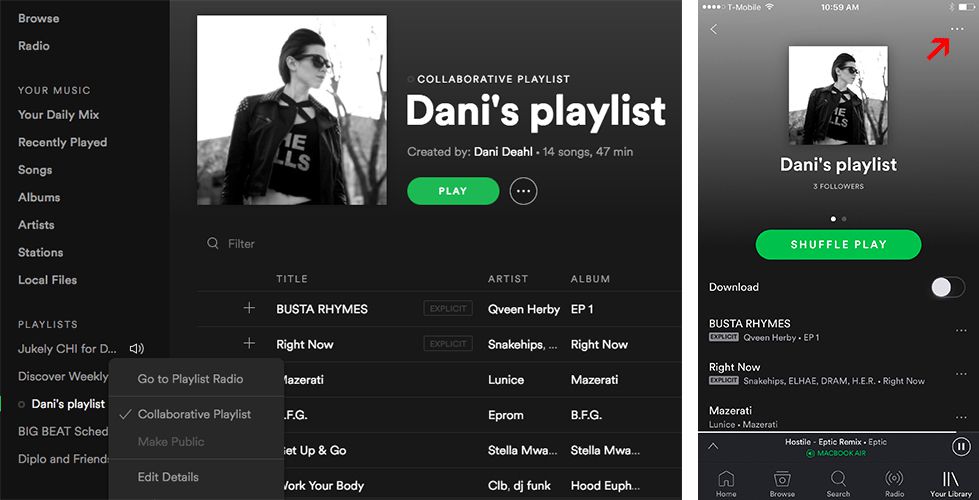 Browse
Radio
YOUR MUSIC
Your Daily Mix
Recently Played
Songs
Albums
Artists
Stations
Local Files
PLAYLISTS
Jukely CHI for D...
Discover Weekly
Dani's playlist
BIG BEAT Sched
Diplo and Friends
Go to Playlist Radio
Collaborative Playlist
Make Public
Edit Details
HE
LLS
COLLABORATIVE PLAYLIST
Dani's playlist
Created by: Dani Deahl • 14 songs, 47 min
PLAY
Filter
TITLE ARTIST ALBUM
BUSTA RHYMES EXPLICIT Qveen Herby EP 1
Right Now EXPLICIT Snakehips, ... Right Now
Mazerati Lunice Mazerati
B.F.G. Eprom B.F.G.
Get Up & Go Stella Mwa... Stella Mwa...
Work Your Body Clb, dj funk Hood Euph...
T-Mobile 10:59 AM
Dani's playlist
3 FOLLOWERS
SHUFFLE PLAY
Download
BUSTA RHYMES
EXPLICIT Qveen Herby • EP 1
Right Now
EXPLICIT Snakehips, ELHAE, DRAM, H.E.R. • Right Now
Mazerati
Lunice • Mazerati
Hostile - Eptic Remix • Eptic
MACBOOK AIR
Home Browse Search Radio Your Library